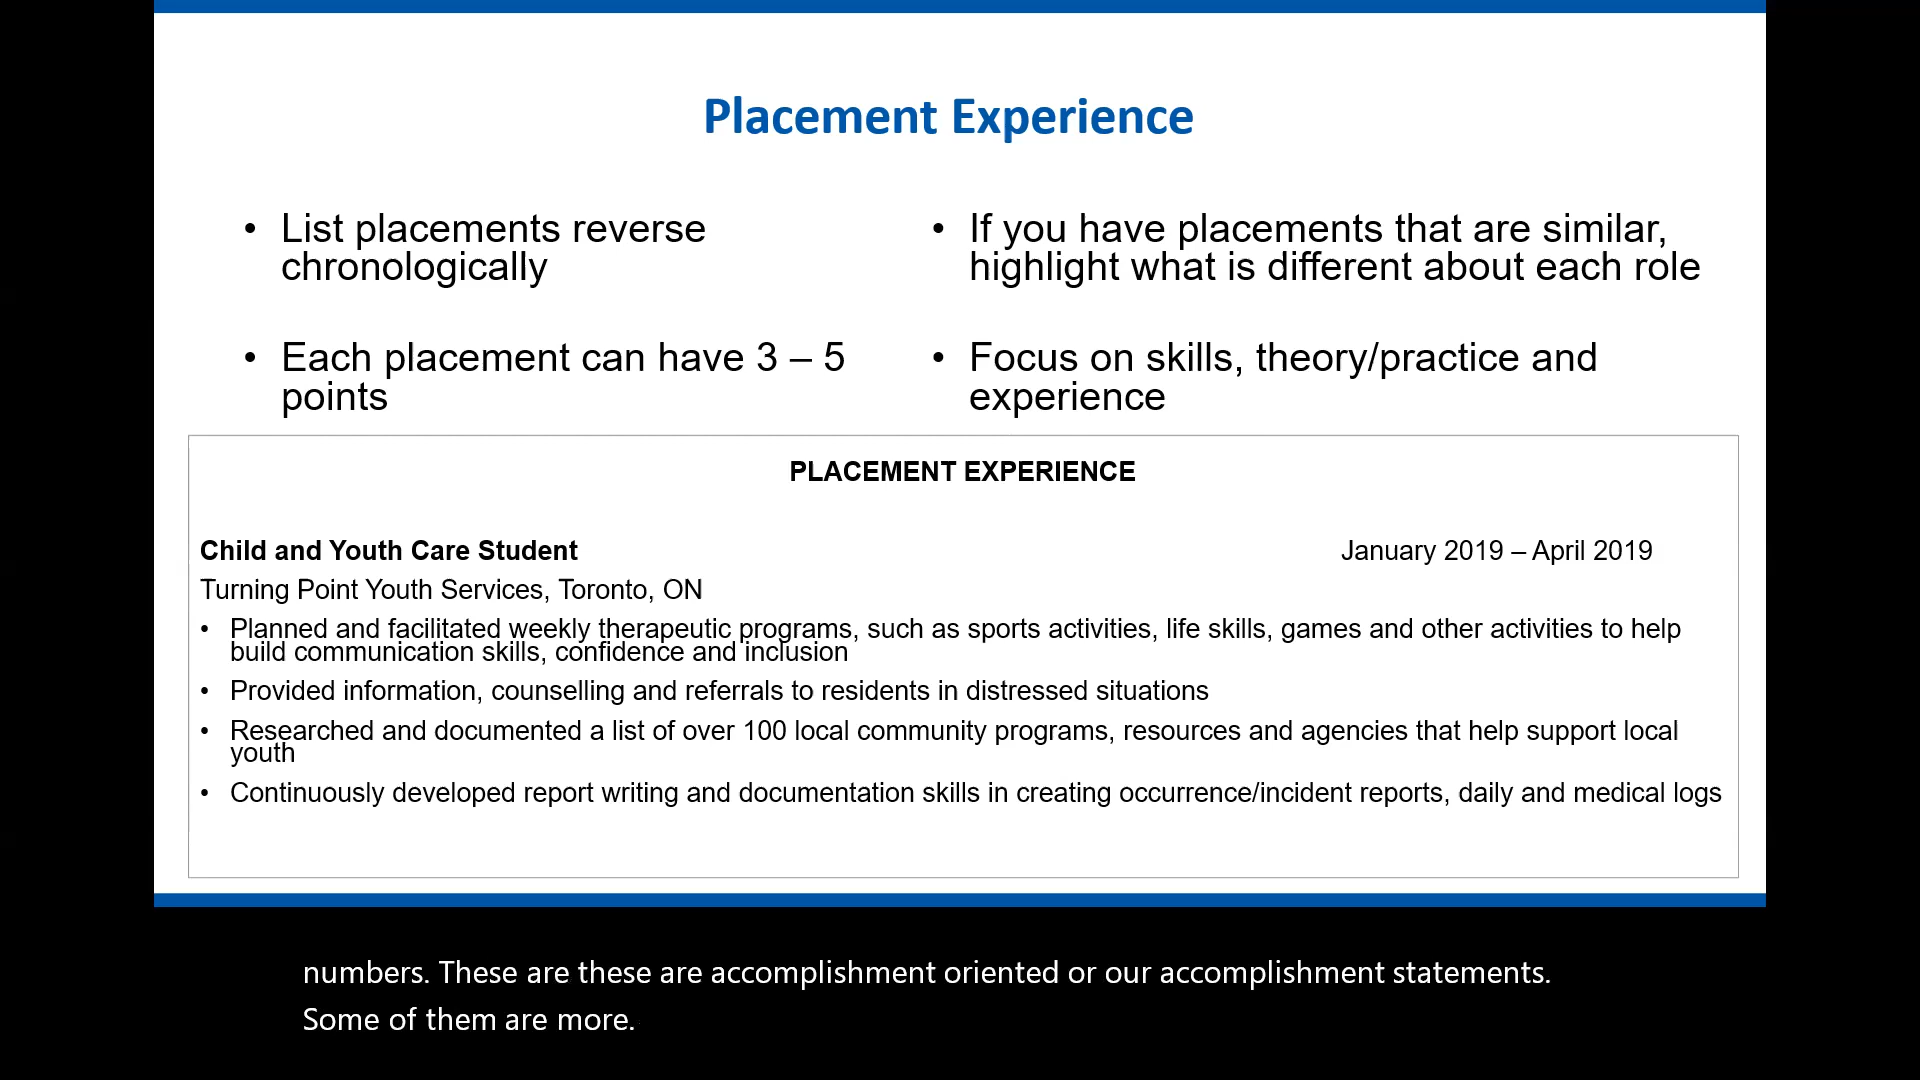 Placement Experience
• List placements reverse
chronologically
• Each placement can have 3 – 5
points
• If you have placements that are similar,
highlight what is different about each role
• Focus on skills, theory/practice and
experience
PLACEMENT EXPERIENCE
Child and Youth Care Student January 2019 – April 2019
Turning Point Youth Services, Toronto, ON
• Planned and facilitated weekly therapeutic programs, such as sports activities, life skills, games and other activities to help
build communication skills, confidence and inclusion
• Provided information, counselling and referrals to residents in distressed situations
• Researched and documented a list of over 100 local community programs, resources and agencies that help support local
youth
• Continuously developed report writing and documentation skills in creating occurrence/incident reports, daily and medical logs
numbers. These are these are accomplishment oriented or our accomplishment statements.
Some of them are more.